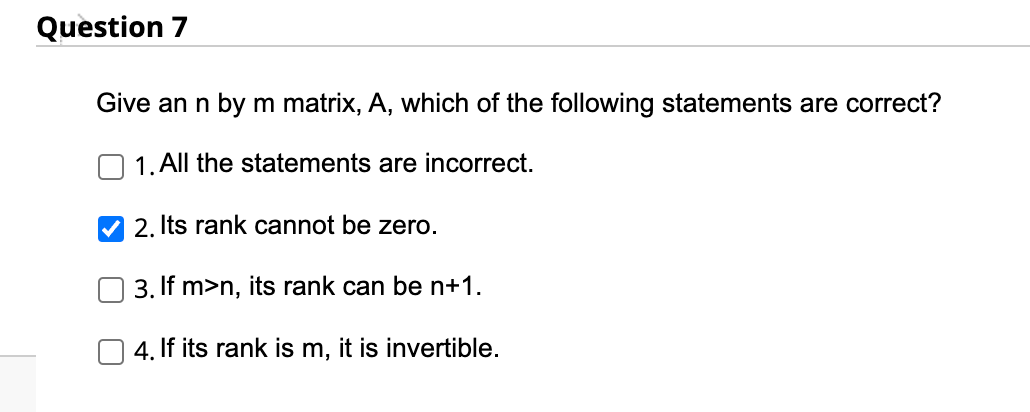 Question 7
Give an n by m matrix, A, which of the following statements are correct?
1. All the statements are incorrect.
2. Its rank cannot be zero.
3. If m>n, its rank can be n+1.
4. If its rank is m, it is invertible.